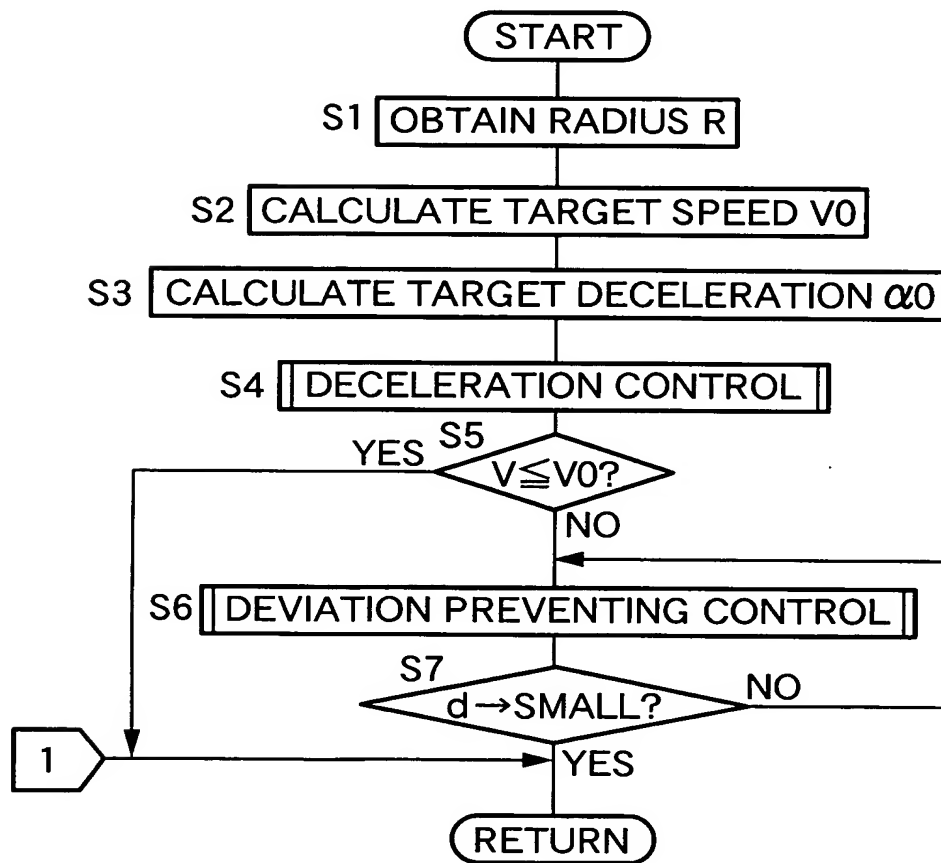 START
S1 OBTAIN RADIUS R
S2 CALCULATE TARGET SPEED V0
S3 CALCULATE TARGET DECELERATION α0
S4 DECELERATION CONTROL
S5
YES
V≦V0?
NO
S6 DEVIATION PREVENTING CONTROL
S7
d→SMALL?
NO
1
YES
RETURN